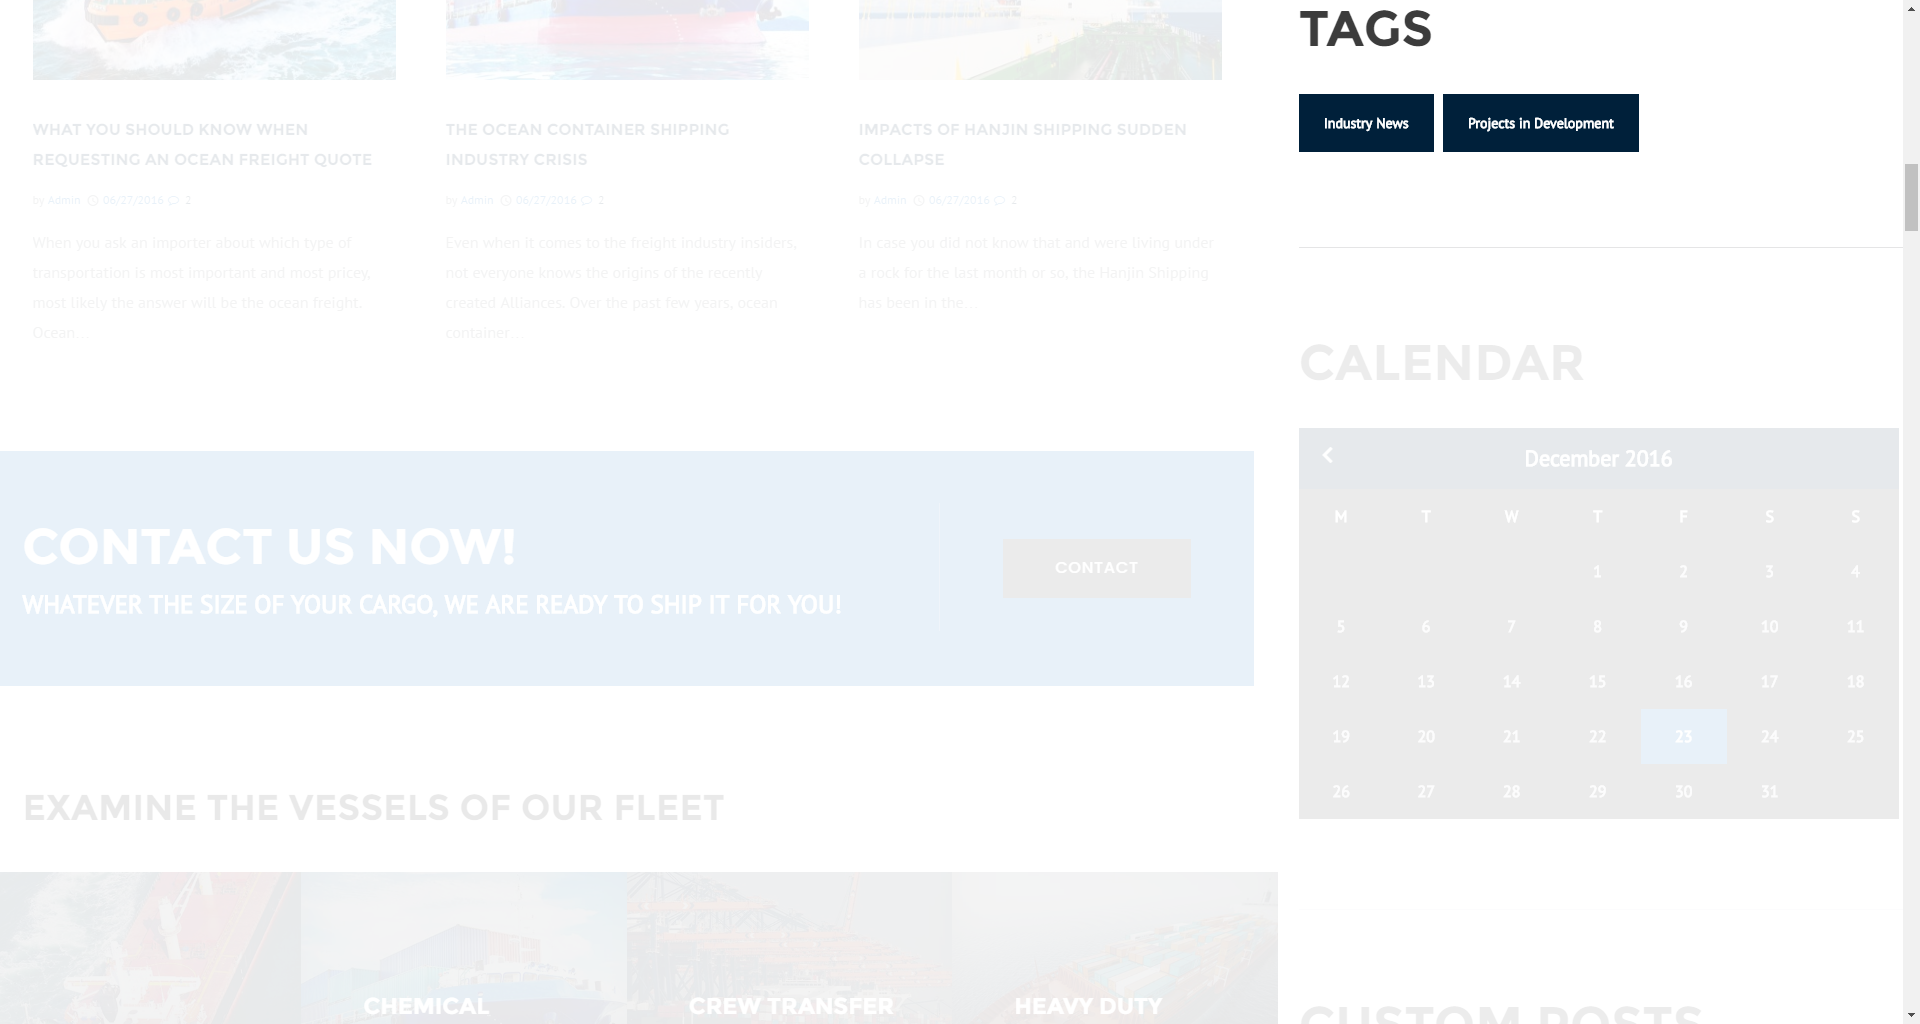 WHAT YOU SHOULD KNOW WHEN
REQUESTING AN OCEAN FREIGHT QUOTE
by Admin 06/27/2016 2
When you ask an importer about which type of
transportation is most important and most pricey,
most likely the answer will be the ocean freight.
Ocean...
THE OCEAN CONTAINER SHIPPING
INDUSTRY CRISIS
by Admin 06/27/2016 2
Even when it comes to the freight industry insiders,
not everyone knows the origins of the recently
created Alliances. Over the past few years, ocean
container...
IMPACTS OF HANJIN SHIPPING SUDDEN
COLLAPSE
by Admin 06/27/2016 2
In case you did not know that and were living under
a rock for the last month or so, the Hanjin Shipping
has been in the...
CONTACT US NOW!
WHATEVER THE SIZE OF YOUR CARGO, WE ARE READY TO SHIP IT FOR YOU!
CONTACT
EXAMINE THE VESSELS OF OUR FLEET
CHEMICAL
CREW TRANSFER
HEAVY DUTY
TAGS
Industry News
Projects in Development
CALENDAR
December 2016
M T W T F S S
1 2 3 4
5 6 7 8 9 10 11
12 13 14 15 16 17 18
19 20 21 22 23 24 25
26 27 28 29 30 31
CUSTOM POSTS